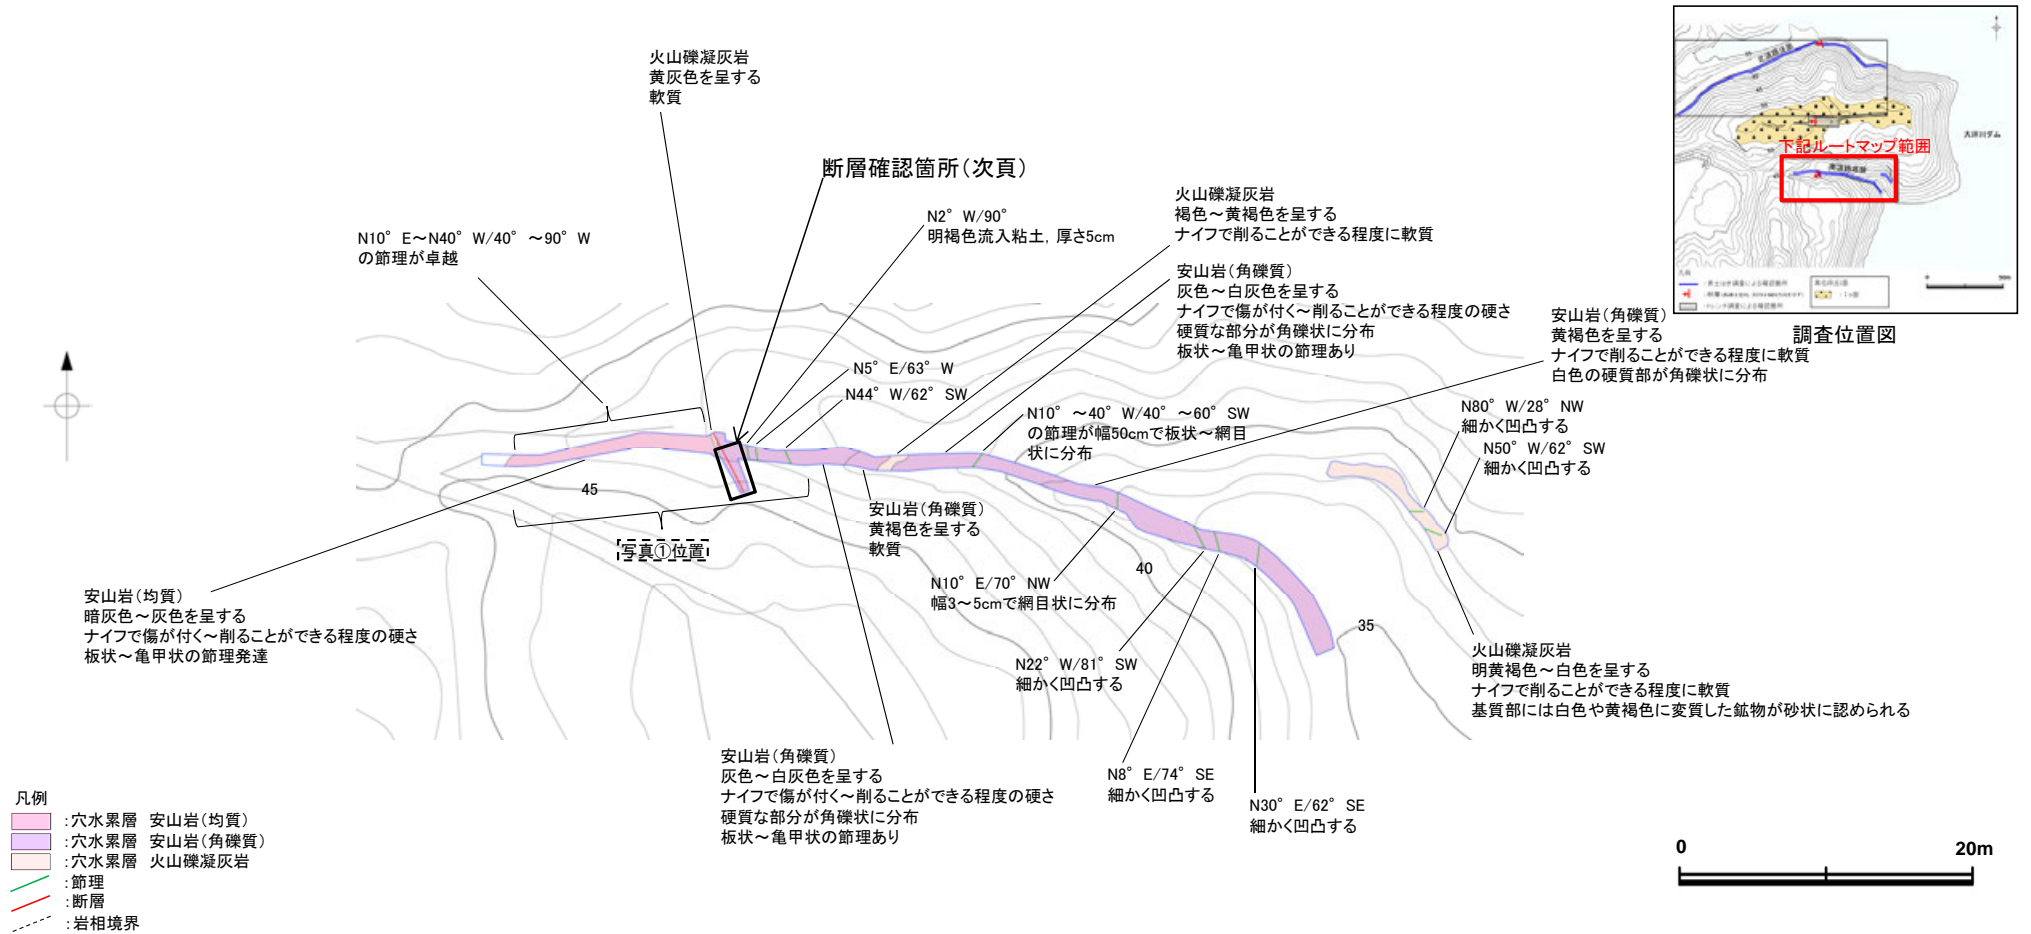 火山礫凝灰岩
黄灰色を呈する
軟質
断層確認箇所(次頁)
N10°E～N40°W/40°～90°W
の節理が卓越
N2°W/90°
明褐色流入粘土，厚さ5cm
火山礫凝灰岩
褐色～黄褐色を呈する
ナイフで削ることができる程度に軟質
安山岩(角礫質)
灰色～白灰色を呈する
ナイフで傷が付く～削ることができる程度の硬さ
硬質な部分が角礫状に分布
板状～亀甲状の節理あり
安山岩(角礫質)
黄褐色を呈する
ナイフで削ることができる程度に軟質
白色の硬質部が角礫状に分布
下記ルートマップ範囲
大坪川ダム
50m
調査位置図
N5°E/63°W
N44°W/62°SW
N10°～40°W/40°～60°SW
の節理が幅50cmで板状～網目
状に分布
N80°W/28°NW
細かく凹凸する
N50°W/62°SW
細かく凹凸する
45
写真①位置
安山岩(角礫質)
黄褐色を呈する
軟質
N10°E/70°NW
幅3～5cmで網目状に分布
40
35
安山岩(均質)
暗灰色～灰色を呈する
ナイフで傷が付く～削ることができる程度の硬さ
板状～亀甲状の節理発達
N22°W/81°SW
細かく凹凸する
火山礫凝灰岩
明黄褐色～白色を呈する
ナイフで削ることができる程度に軟質
基質部には白色や黄褐色に変質した鉱物が砂状に認められる
安山岩(角礫質)
灰色～白灰色を呈する
ナイフで傷が付く～削ることができる程度の硬さ
硬質な部分が角礫状に分布
板状～亀甲状の節理あり
N8°E/74°SE
細かく凹凸する
N30°E/62°SE
細かく凹凸する
凡例
:穴水累層 安山岩(均質)
:穴水累層 安山岩(角礫質)
:穴水累層 火山礫凝灰岩
:節理
:断層
:岩相境界
0 20m